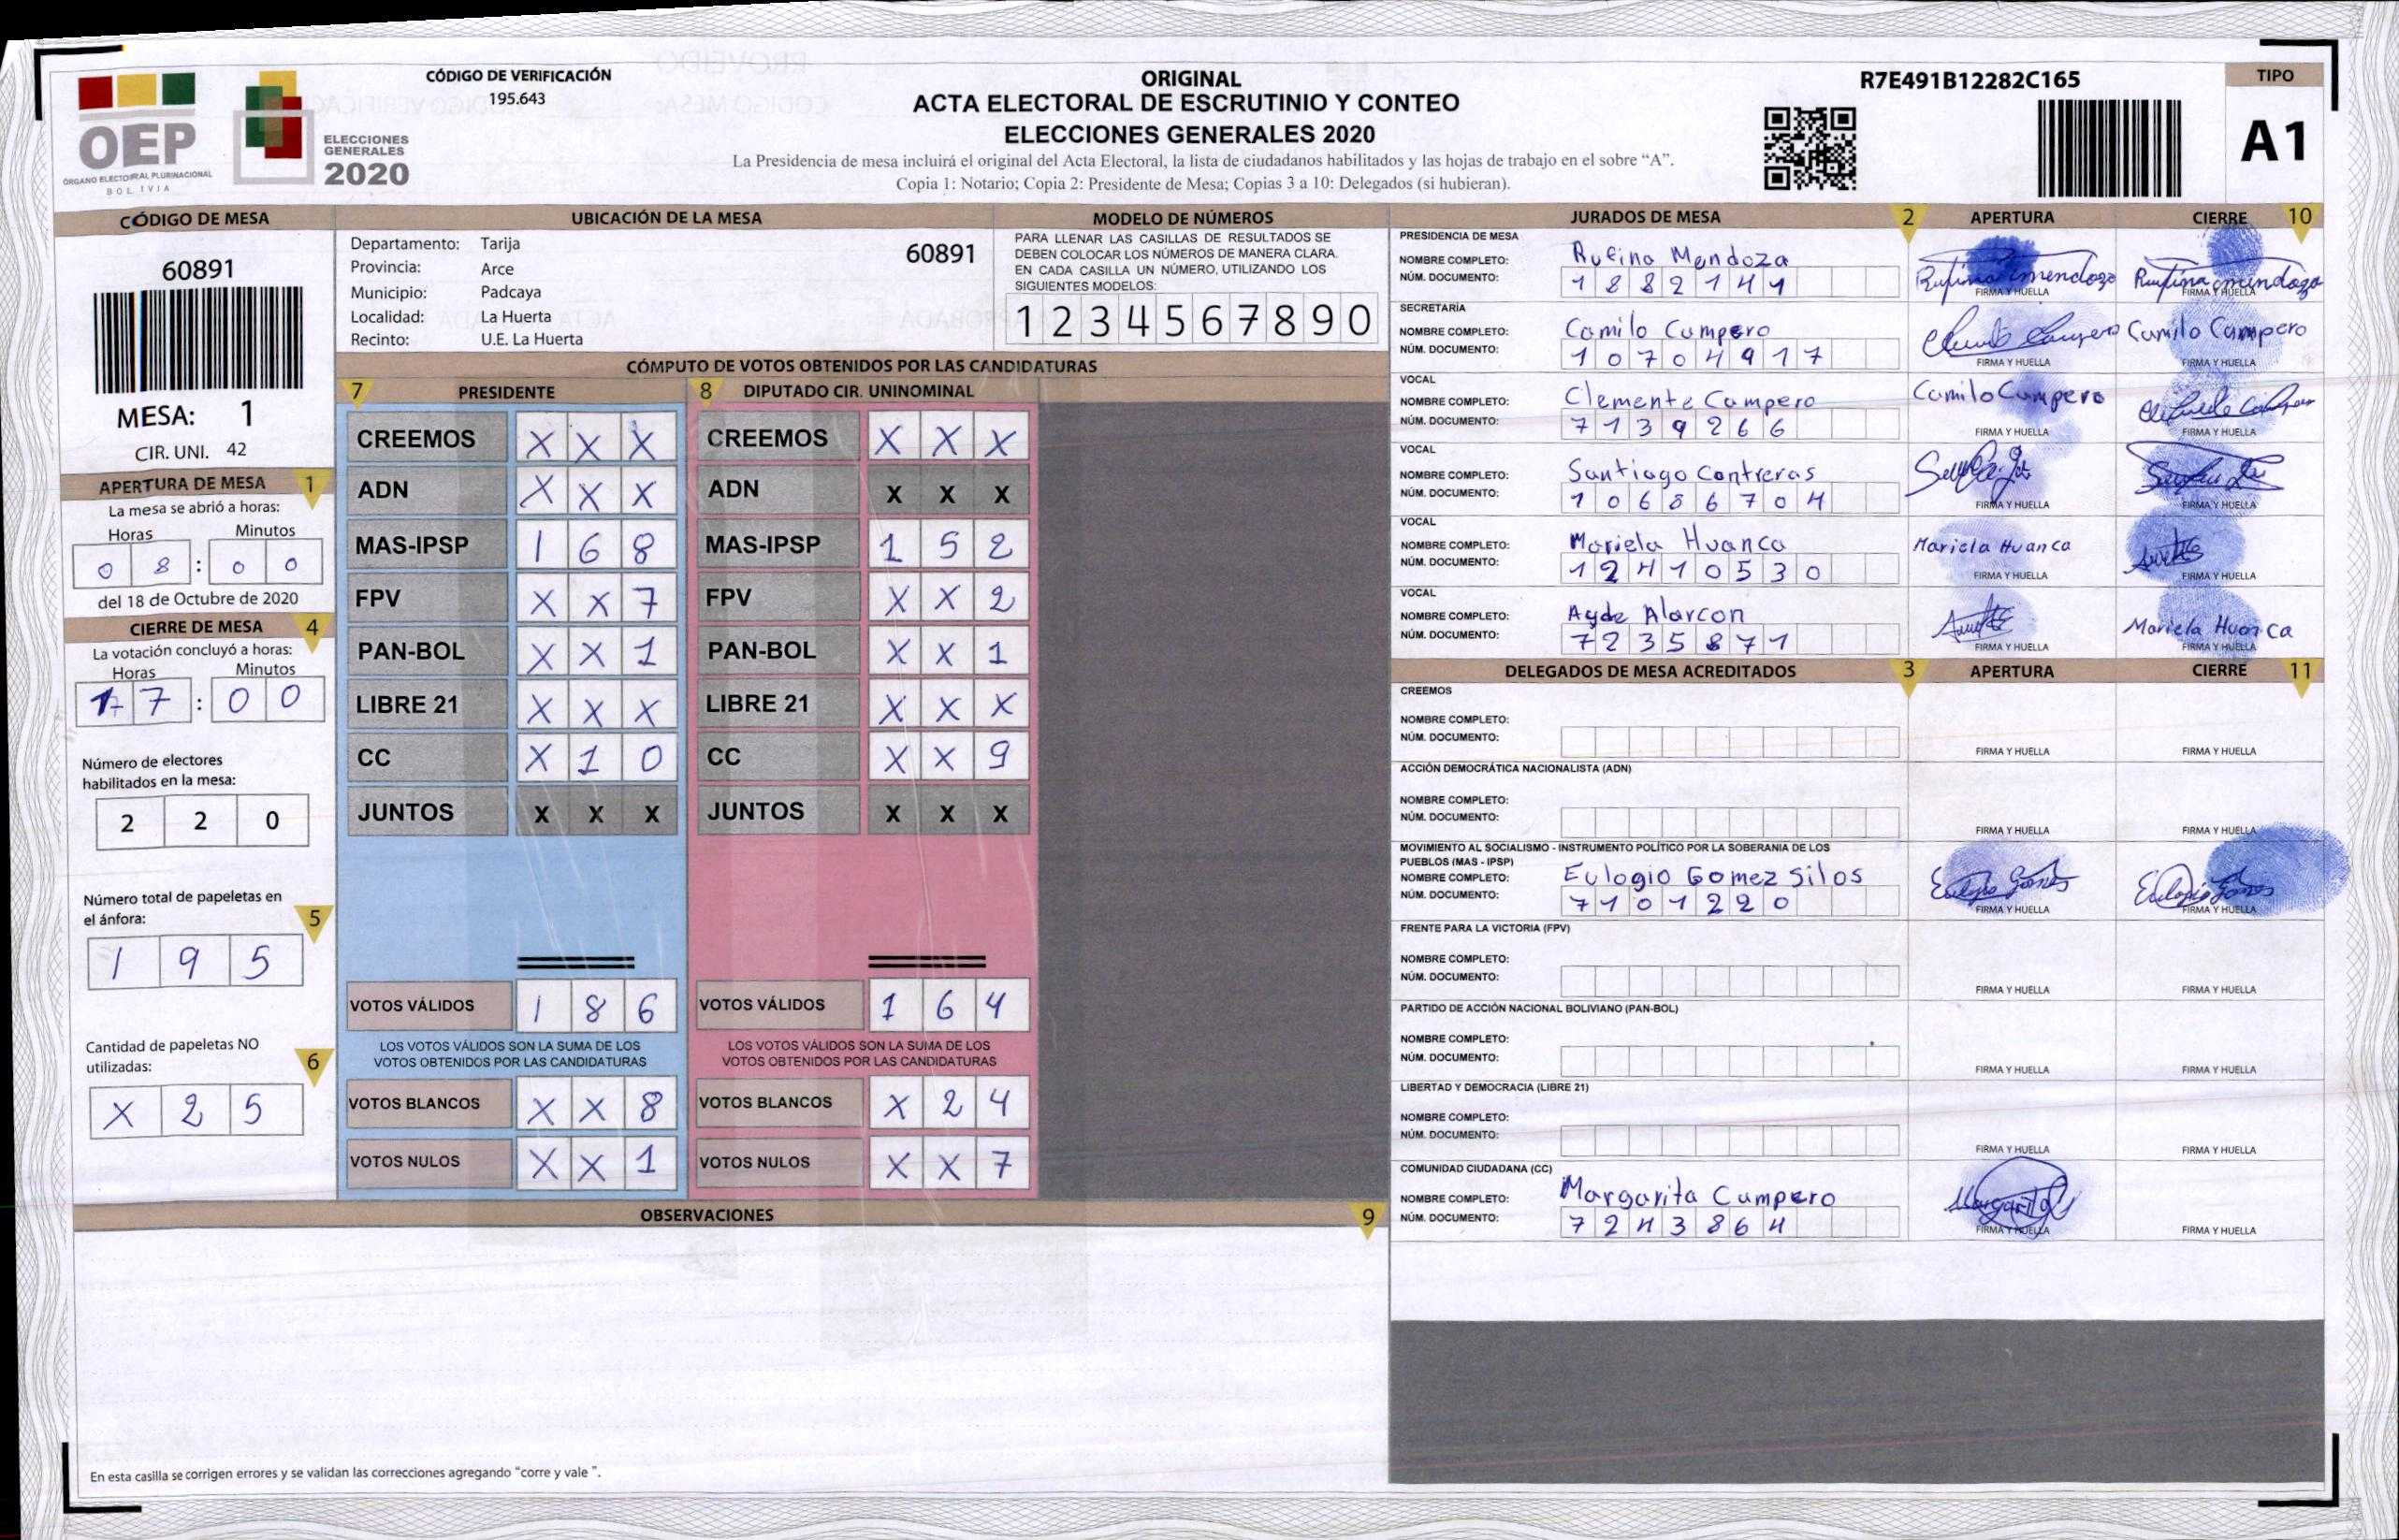 CÓDIGO DE VERIFICACIÓN
195.643
OEP
ÓRGANO ELECTORAL PLURINACIONAL
BOLIVIA
ELECCIONES
GENERALES
2020
ORIGINAL
ACTA ELECTORAL DE ESCRUTINIO Y CONTEO
ELECCIONES GENERALES 2020
La Presidencia de mesa incluirá el original del Acta Electoral, la lista de ciudadanos habilitados y las hojas de trabajo en el sobre “A”.
Copia 1: Notario; Copia 2: Presidente de Mesa; Copias 3 a 10: Delegados (si hubieran).
R7E491B12282C165
TIPO
A1
CÓDIGO DE MESA
60891
MESA: 1
CIR. UNI. 42
APERTURA DE MESA 1
La mesa se abrió a horas:
Horas Minutos
0 8 : 0 0
del 18 de Octubre de 2020
CIERRE DE MESA 4
La votación concluyó a horas:
Horas Minutos
1 7 : 0 0
Número de electores
habilitados en la mesa:
2 2 0
Número total de papeletas en
el ánfora: 5
1 9 5
Cantidad de papeletas NO
utilizadas: 6
X 2 5
UBICACIÓN DE LA MESA
Departamento: Tarija
60891
Provincia: Arce
Municipio: Padcaya
Localidad: La Huerta
Recinto: U.E. La Huerta
MODELO DE NÚMEROS
PARA LLENAR LAS CASILLAS DE RESULTADOS SE
DEBEN COLOCAR LOS NÚMEROS DE MANERA CLARA.
EN CADA CASILLA UN NÚMERO, UTILIZANDO LOS
SIGUIENTES MODELOS:
1 2 3 4 5 6 7 8 9 0
CÓMPUTO DE VOTOS OBTENIDOS POR LAS CANDIDATURAS
7 PRESIDENTE
CREEMOS X X X
ADN X X X
MAS-IPSP 1 6 8
FPV X X 7
PAN-BOL X X 1
LIBRE 21 X X X
CC X 1 0
JUNTOS X X X
VOTOS VÁLIDOS 1 8 6
LOS VOTOS VÁLIDOS SON LA SUMA DE LOS
VOTOS OBTENIDOS POR LAS CANDIDATURAS
VOTOS BLANCOS X X 8
VOTOS NULOS X X 1
8 DIPUTADO CIR. UNINOMINAL
CREEMOS X X X
ADN X X X
MAS-IPSP 1 5 2
FPV X X 2
PAN-BOL X X 1
LIBRE 21 X X X
CC X X 9
JUNTOS X X X
VOTOS VÁLIDOS 1 6 4
LOS VOTOS VÁLIDOS SON LA SUMA DE LOS
VOTOS OBTENIDOS POR LAS CANDIDATURAS
VOTOS BLANCOS X 2 4
VOTOS NULOS X X 7
OBSERVACIONES 9
En esta casilla se corrigen errores y se validan las correcciones agregando “corre y vale ”.
JURADOS DE MESA 2 APERTURA CIERRE 10
PRESIDENCIA DE MESA
NOMBRE COMPLETO: Rufina Mendoza
NÚM. DOCUMENTO: 1 8 8 2 1 4 1
Rufina mendoza Rufina mendoza
FIRMA Y HUELLA FIRMA Y HUELLA
SECRETARÍA
NOMBRE COMPLETO: Camilo Campero
NÚM. DOCUMENTO: 1 0 7 0 4 9 1 7
Camilo Campero
FIRMA Y HUELLA FIRMA Y HUELLA
VOCAL
NOMBRE COMPLETO: Clemente Campero
NÚM. DOCUMENTO: 7 1 3 9 2 6 6
Camilo Campero
FIRMA Y HUELLA FIRMA Y HUELLA
VOCAL
NOMBRE COMPLETO: Santiago Contreras
NÚM. DOCUMENTO: 1 0 6 8 6 7 0 4
FIRMA Y HUELLA FIRMA Y HUELLA
VOCAL
NOMBRE COMPLETO: Mariela Huanca
NÚM. DOCUMENTO: 1 2 4 1 0 5 3 0
Mariela Huanca
FIRMA Y HUELLA FIRMA Y HUELLA
VOCAL
NOMBRE COMPLETO: Ayde Alarcon
NÚM. DOCUMENTO: 7 2 3 5 8 7 1
Mariela Huanca
FIRMA Y HUELLA FIRMA Y HUELLA
DELEGADOS DE MESA ACREDITADOS 3 APERTURA CIERRE 11
CREEMOS
NOMBRE COMPLETO:
NÚM. DOCUMENTO:
FIRMA Y HUELLA FIRMA Y HUELLA
ACCIÓN DEMOCRÁTICA NACIONALISTA (ADN)
NOMBRE COMPLETO:
NÚM. DOCUMENTO:
FIRMA Y HUELLA FIRMA Y HUELLA
MOVIMIENTO AL SOCIALISMO - INSTRUMENTO POLÍTICO POR LA SOBERANIA DE LOS
PUEBLOS (MAS - IPSP)
NOMBRE COMPLETO: Eulogio Gomez Silos
NÚM. DOCUMENTO: 7 1 0 1 2 2 0
FIRMA Y HUELLA FIRMA Y HUELLA
FRENTE PARA LA VICTORIA (FPV)
NOMBRE COMPLETO:
NÚM. DOCUMENTO:
FIRMA Y HUELLA FIRMA Y HUELLA
PARTIDO DE ACCIÓN NACIONAL BOLIVIANO (PAN-BOL)
NOMBRE COMPLETO:
NÚM. DOCUMENTO:
FIRMA Y HUELLA FIRMA Y HUELLA
LIBERTAD Y DEMOCRACIA (LIBRE 21)
NOMBRE COMPLETO:
NÚM. DOCUMENTO:
FIRMA Y HUELLA FIRMA Y HUELLA
COMUNIDAD CIUDADANA (CC)
NOMBRE COMPLETO: Margarita Campero
NÚM. DOCUMENTO: 7 2 4 3 8 6 4
FIRMA Y HUELLA FIRMA Y HUELLA